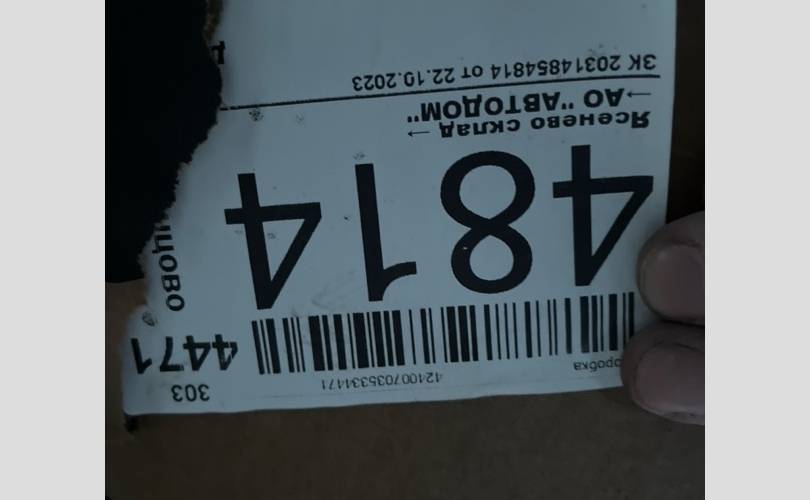 303
4471
4814
Ясенево склад →
→ АО "АВТОДОМ"
ЗК 20314854814 от 22.10.2023